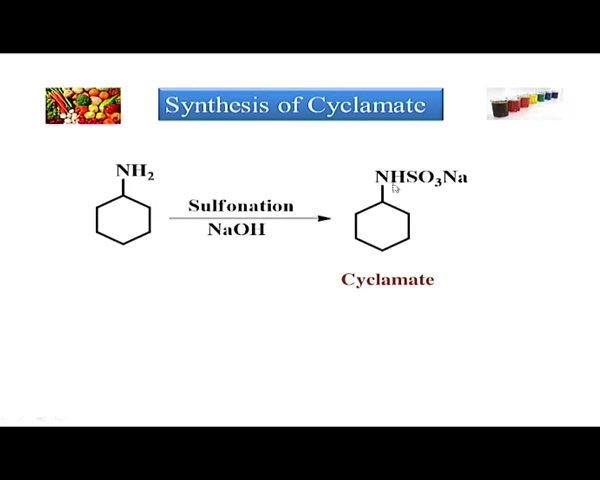 Synthesis of Cyclamate
NH₂
Sulfonation
NaOH
NHSO₃Na
Cyclamate